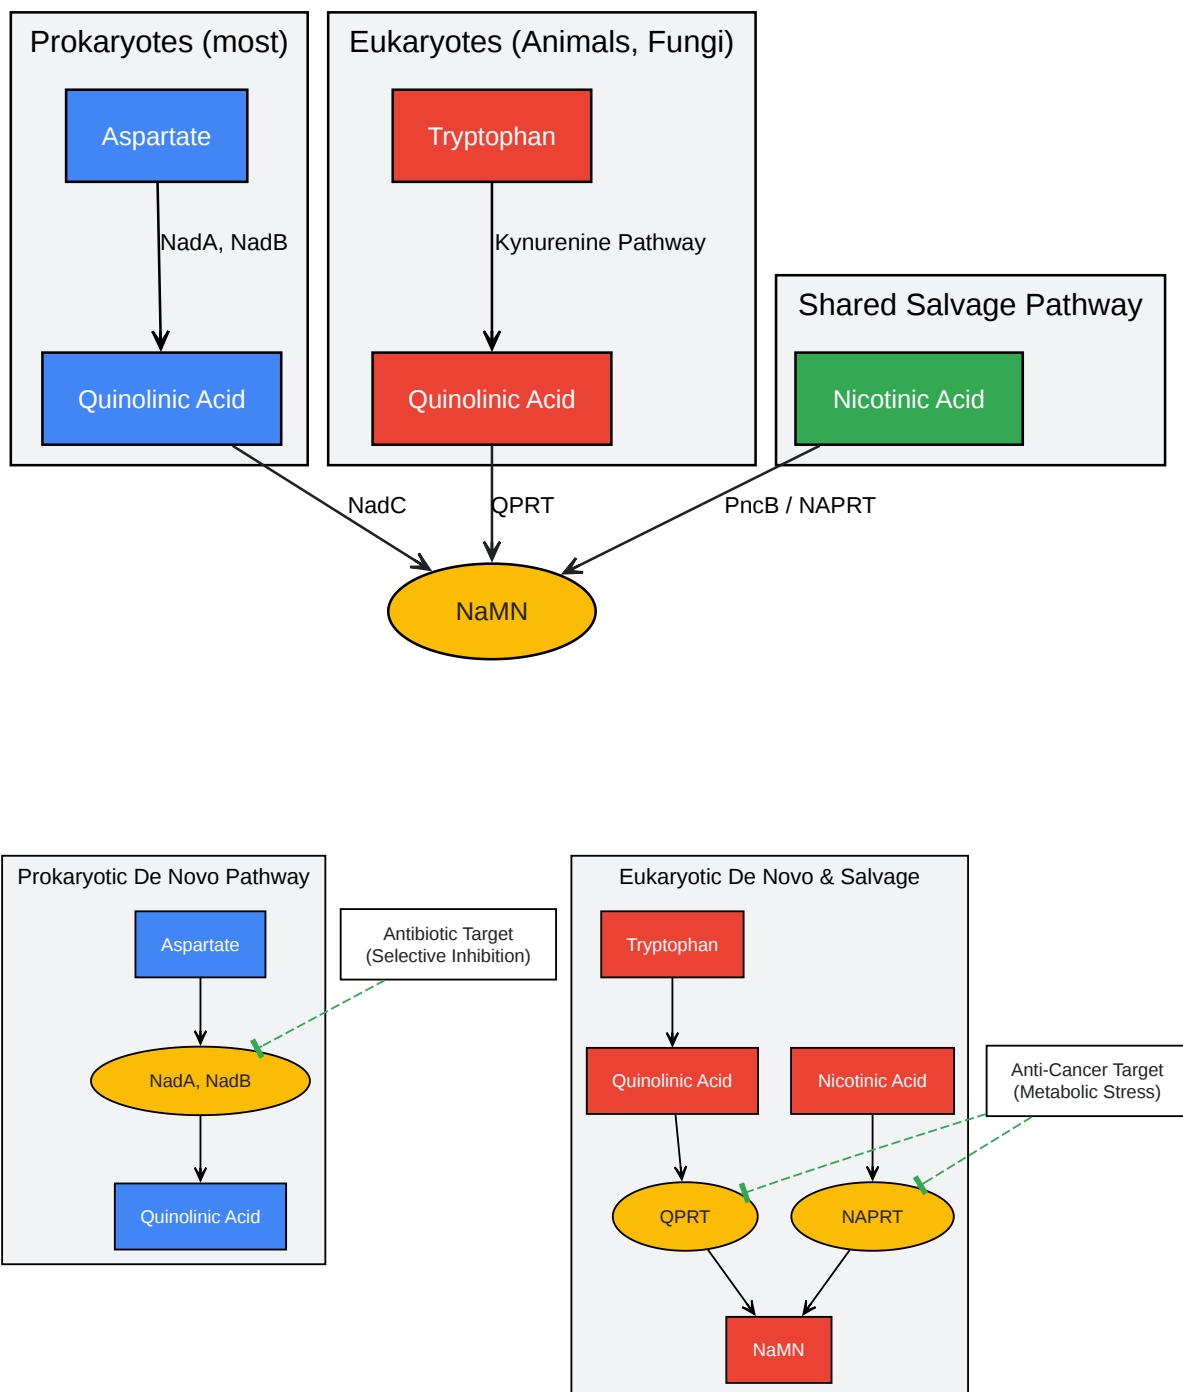 Prokaryotes (most)
Eukaryotes (Animals, Fungi)
Aspartate
Tryptophan
NadA, NadB
Kynurenine Pathway
Shared Salvage Pathway
Quinolinic Acid
Quinolinic Acid
Nicotinic Acid
NadC
QPRT
PncB / NAPRT
NaMN
Prokaryotic De Novo Pathway
Aspartate
NadA, NadB
Quinolinic Acid
Antibiotic Target
(Selective Inhibition)
Eukaryotic De Novo & Salvage
Tryptophan
Quinolinic Acid
Nicotinic Acid
QPRT
NAPRT
NaMN
Anti-Cancer Target
(Metabolic Stress)